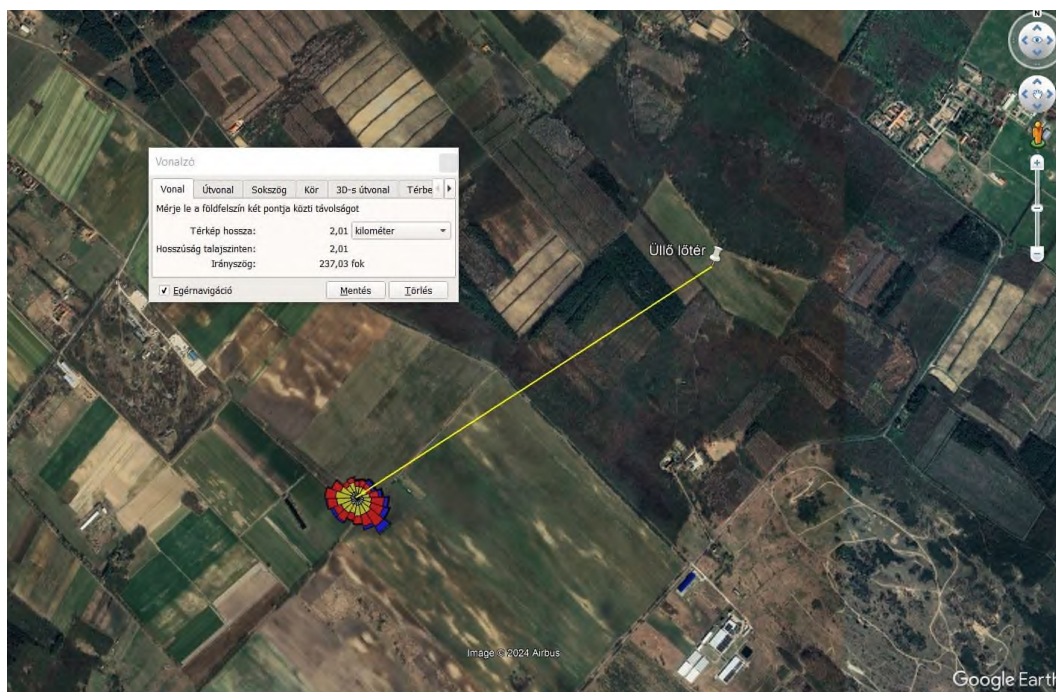 N
Vonalzó
Vonal Útvonal Sokszög Kör 3D-s útvonal Térbe
Mérje le a földfelszín két pontja közti távolságot
Térkép hossza: 2,01 kilométer
Hosszúság talajszinten: 2,01
Irányszög: 237,03 fok
Egérnavigáció Mentés Törlés
Üllő lőtér
Image © 2024 Airbus
Google Earth